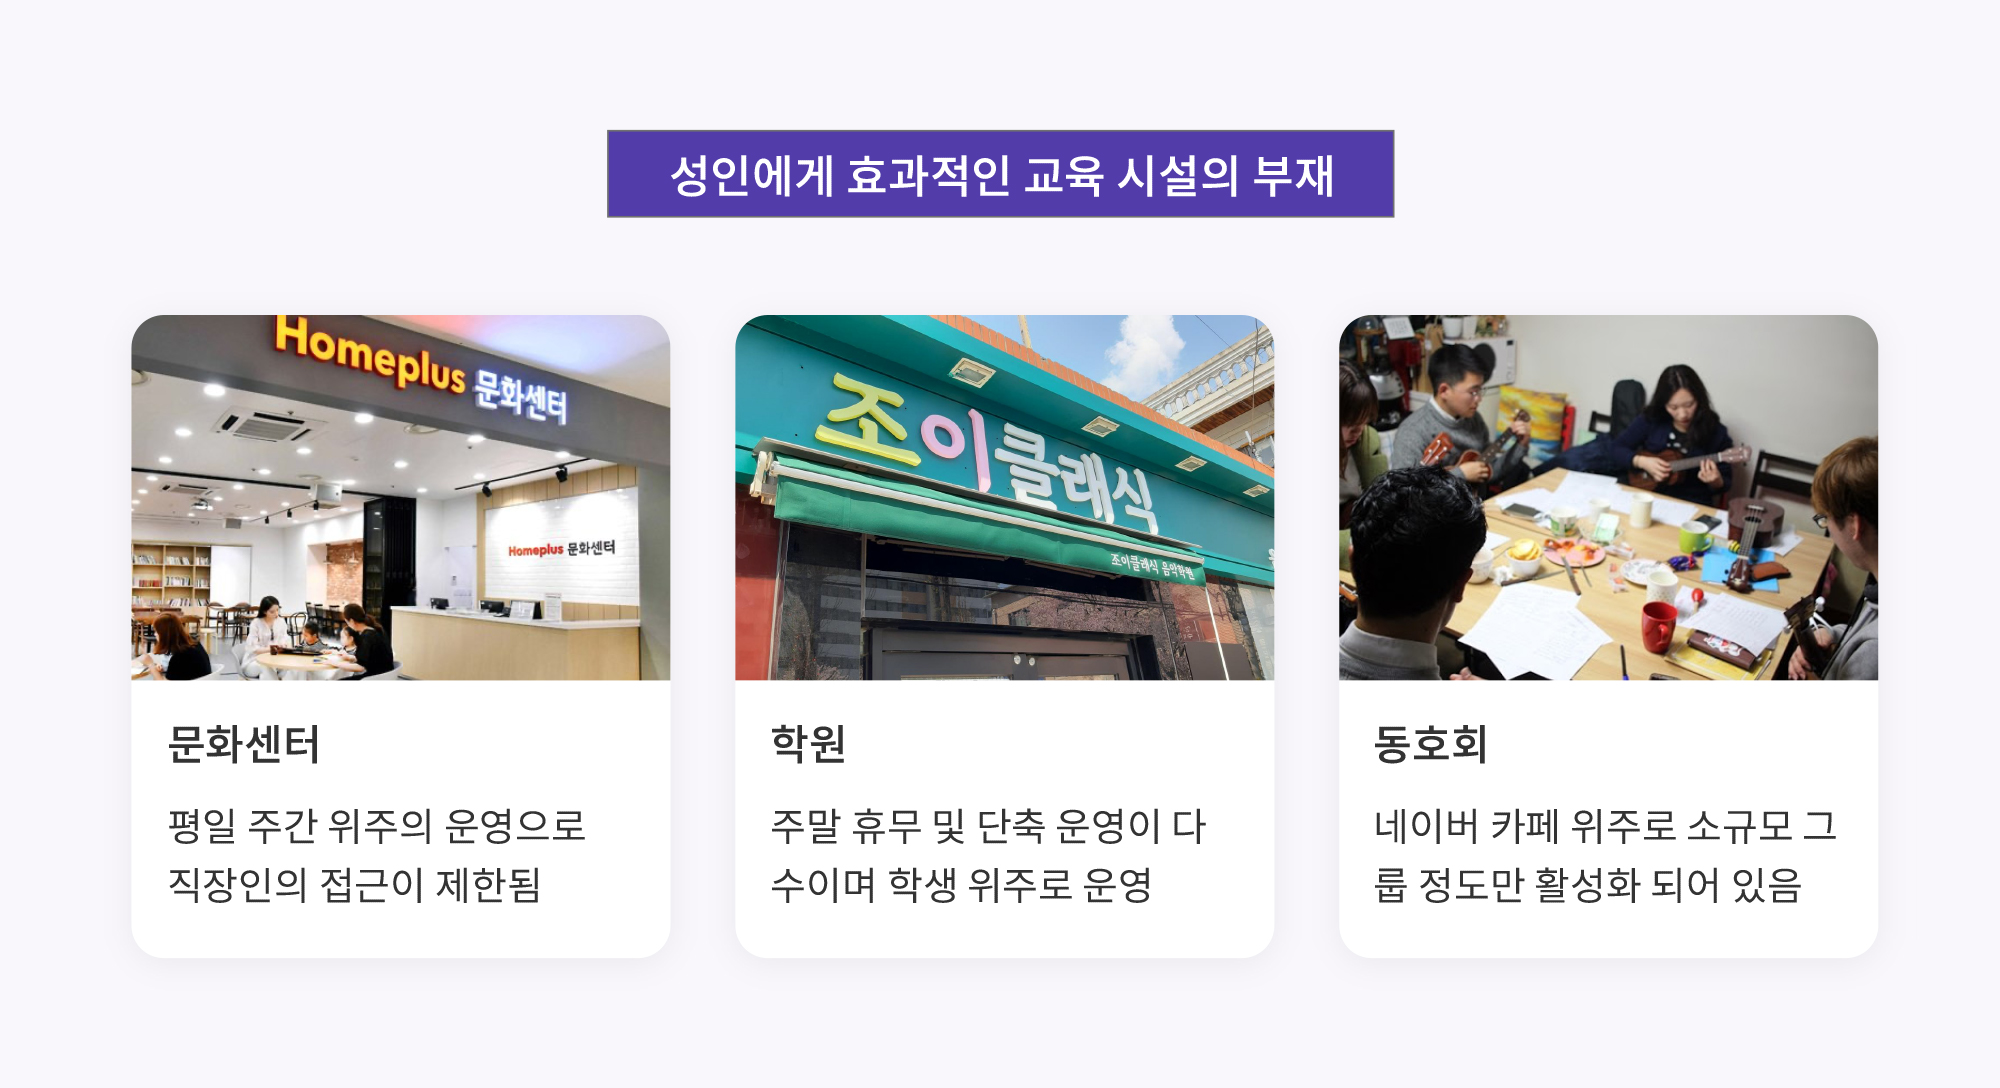 성인에게 효과적인 교육 시설의 부재
Homeplus 문화센터
Homeplus 문화센터
조이클래식
조이클래식 음악학원
문화센터
평일 주간 위주의 운영으로
직장인의 접근이 제한됨
학원
주말 휴무 및 단축 운영이 다
수이며 학생 위주로 운영
동호회
네이버 카페 위주로 소규모 그
룹 정도만 활성화 되어 있음